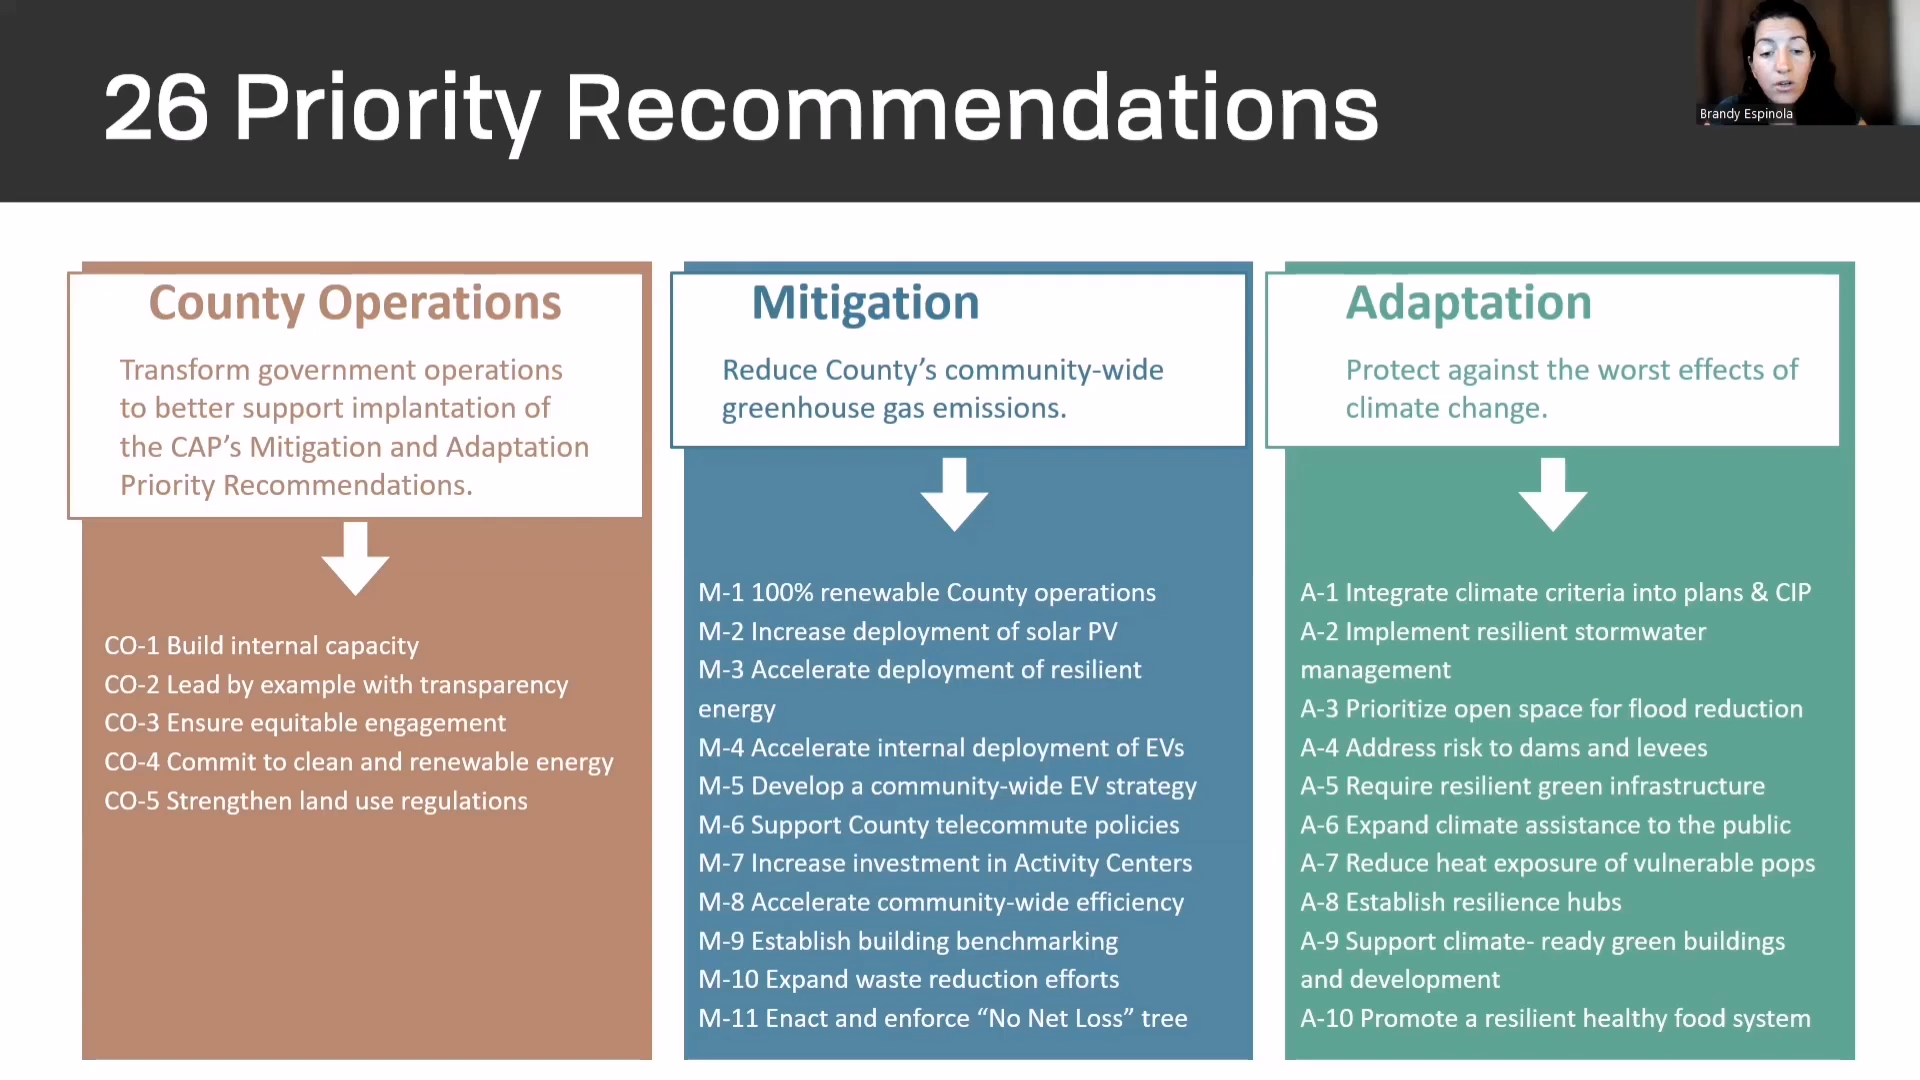 26 Priority Recommendations
Brandy Espinola
County Operations
Transform government operations
to better support implantation of
the CAP's Mitigation and Adaptation
Priority Recommendations.
CO-1 Build internal capacity
CO-2 Lead by example with transparency
CO-3 Ensure equitable engagement
CO-4 Commit to clean and renewable energy
CO-5 Strengthen land use regulations
Mitigation
Reduce County's community-wide
greenhouse gas emissions.
M-1 100% renewable County operations
M-2 Increase deployment of solar PV
M-3 Accelerate deployment of resilient
energy
M-4 Accelerate internal deployment of EVs
M-5 Develop a community-wide EV strategy
M-6 Support County telecommute policies
M-7 Increase investment in Activity Centers
M-8 Accelerate community-wide efficiency
M-9 Establish building benchmarking
M-10 Expand waste reduction efforts
M-11 Enact and enforce “No Net Loss” tree
Adaptation
Protect against the worst effects of
climate change.
A-1 Integrate climate criteria into plans & CIP
A-2 Implement resilient stormwater
management
A-3 Prioritize open space for flood reduction
A-4 Address risk to dams and levees
A-5 Require resilient green infrastructure
A-6 Expand climate assistance to the public
A-7 Reduce heat exposure of vulnerable pops
A-8 Establish resilience hubs
A-9 Support climate- ready green buildings
and development
A-10 Promote a resilient healthy food system